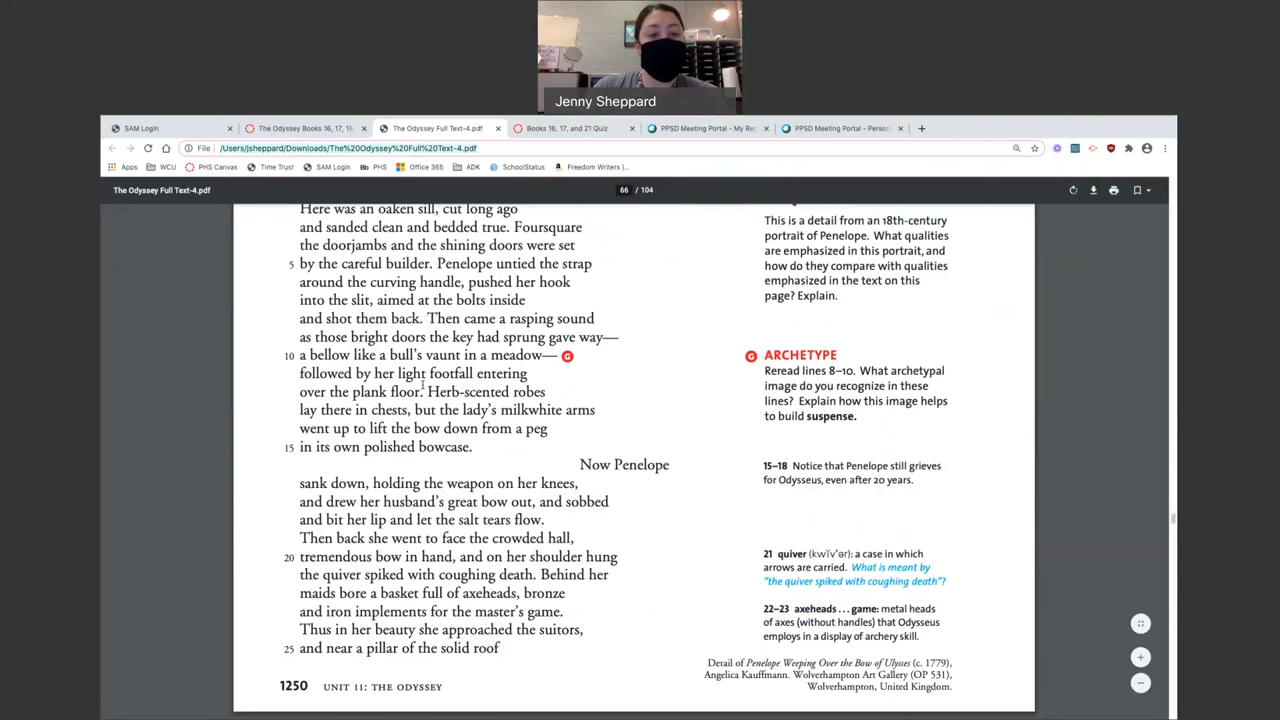 Jenny Sheppard
SAM Login
The Odyssey Books 16, 17, 18
The Odyssey Full Text-4.pdf
Books 16, 17, and 21 Quiz
PPSD Meeting Portal - My Re
PPSD Meeting Portal - Person
File
/Users/jsheppard/Downloads/The%20Odyssey%20Full%20Text-4.pdf
Apps
WCU
PHS Canvas
Time Trust
SAM Login
PHS
Office 365
ADK
SchoolStatus
Freedom Writers |...
The Odyssey Full Text-4.pdf
66 / 104
Here was an oaken sill, cut long ago
and sanded clean and bedded true. Foursquare
the doorjambs and the shining doors were set
5 by the careful builder. Penelope untied the strap
around the curving handle, pushed her hook
into the slit, aimed at the bolts inside
and shot them back. Then came a rasping sound
as those bright doors the key had sprung gave way—
10 a bellow like a bull's vaunt in a meadow— G
followed by her light footfall entering
over the plank floor. Herb-scented robes
lay there in chests, but the lady's milkwhite arms
went up to lift the bow down from a peg
15 in its own polished bowcase.
Now Penelope
sank down, holding the weapon on her knees,
and drew her husband's great bow out, and sobbed
and bit her lip and let the salt tears flow.
Then back she went to face the crowded hall,
20 tremendous bow in hand, and on her shoulder hung
the quiver spiked with coughing death. Behind her
maids bore a basket full of axeheads, bronze
and iron implements for the master's game.
Thus in her beauty she approached the suitors,
25 and near a pillar of the solid roof
1250 UNIT 11: THE ODYSSEY
This is a detail from an 18th-century
portrait of Penelope. What qualities
are emphasized in this portrait, and
how do they compare with qualities
emphasized in the text on this
page? Explain.
G ARCHETYPE
Reread lines 8–10. What archetypal
image do you recognize in these
lines? Explain how this image helps
to build suspense.
15–18 Notice that Penelope still grieves
for Odysseus, even after 20 years.
21 quiver (kwĭv′ər): a case in which
arrows are carried. What is meant by
"the quiver spiked with coughing death"?
22–23 axeheads . . . game: metal heads
of axes (without handles) that Odysseus
employs in a display of archery skill.
Detail of Penelope Weeping Over the Bow of Ulysses (c. 1779),
Angelica Kauffmann. Wolverhampton Art Gallery (OP 531),
Wolverhampton, United Kingdom.